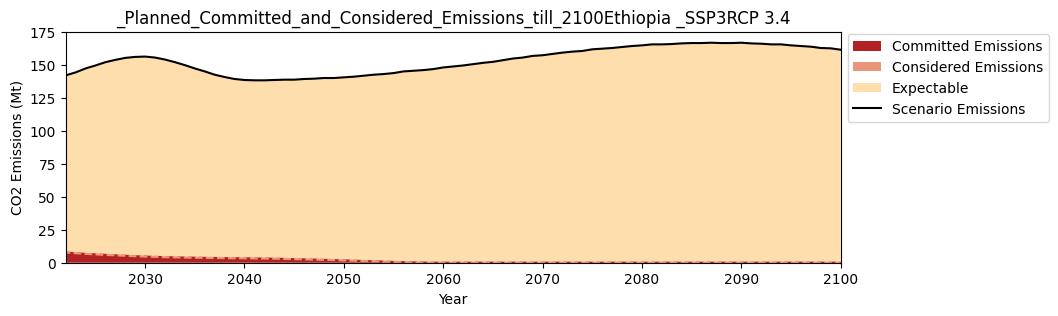 _Planned_Committed_and_Considered_Emissions_till_2100Ethiopia _SSP3RCP 3.4
175
150
125
100
75
50
25
0
CO2 Emissions (Mt)
2030 2040 2050 2060 2070 2080 2090 2100
Year
Committed Emissions
Considered Emissions
Expectable
Scenario Emissions